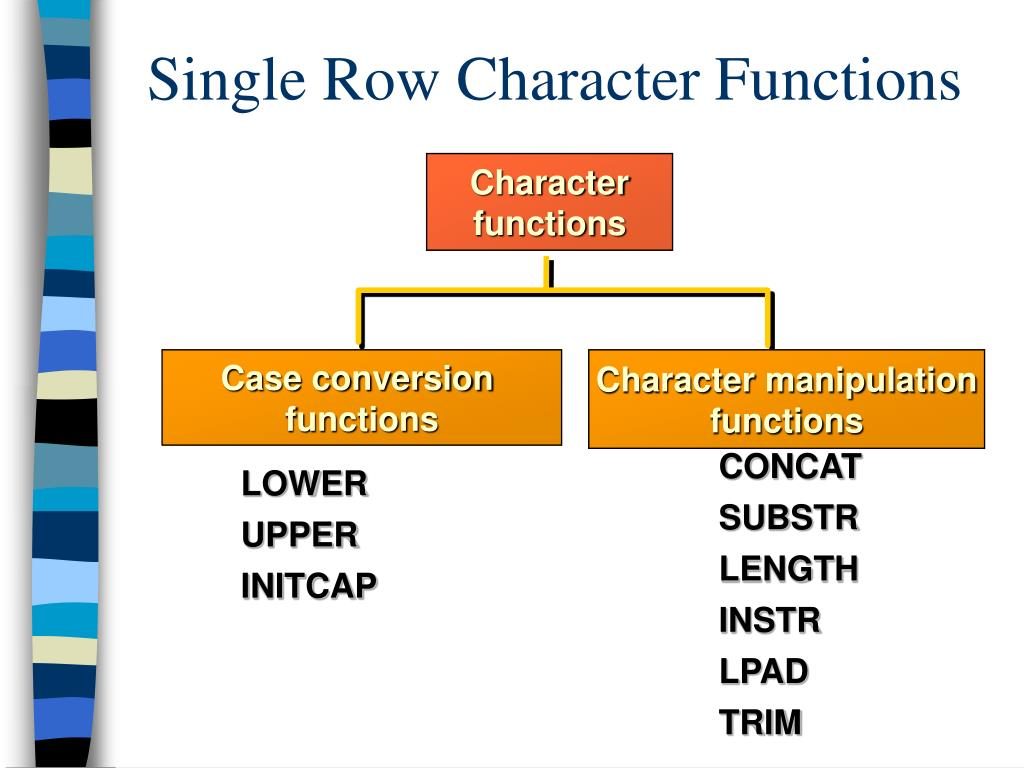 Single Row Character Functions
Character
functions
Case conversion
functions
LOWER
UPPER
INITCAP
Character manipulation
functions
CONCAT
SUBSTR
LENGTH
INSTR
LPAD
TRIM